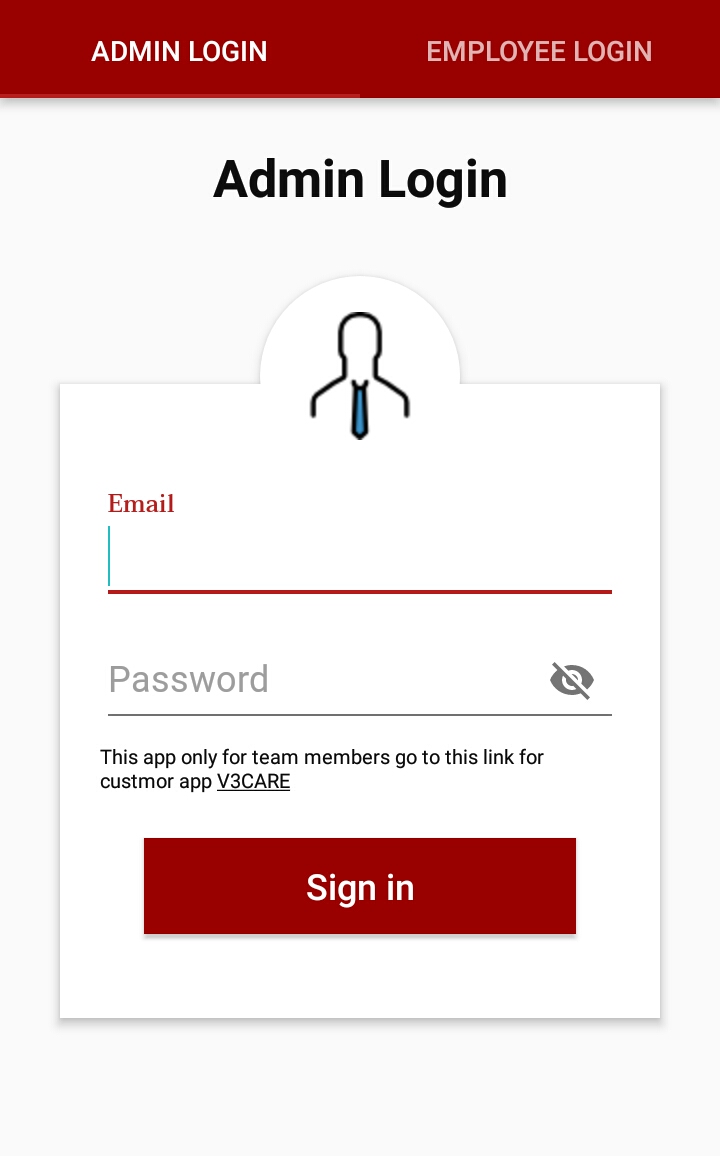 ADMIN LOGIN EMPLOYEE LOGIN
Admin Login
Email
Password
This app only for team members go to this link for
custmor app V3CARE
Sign in